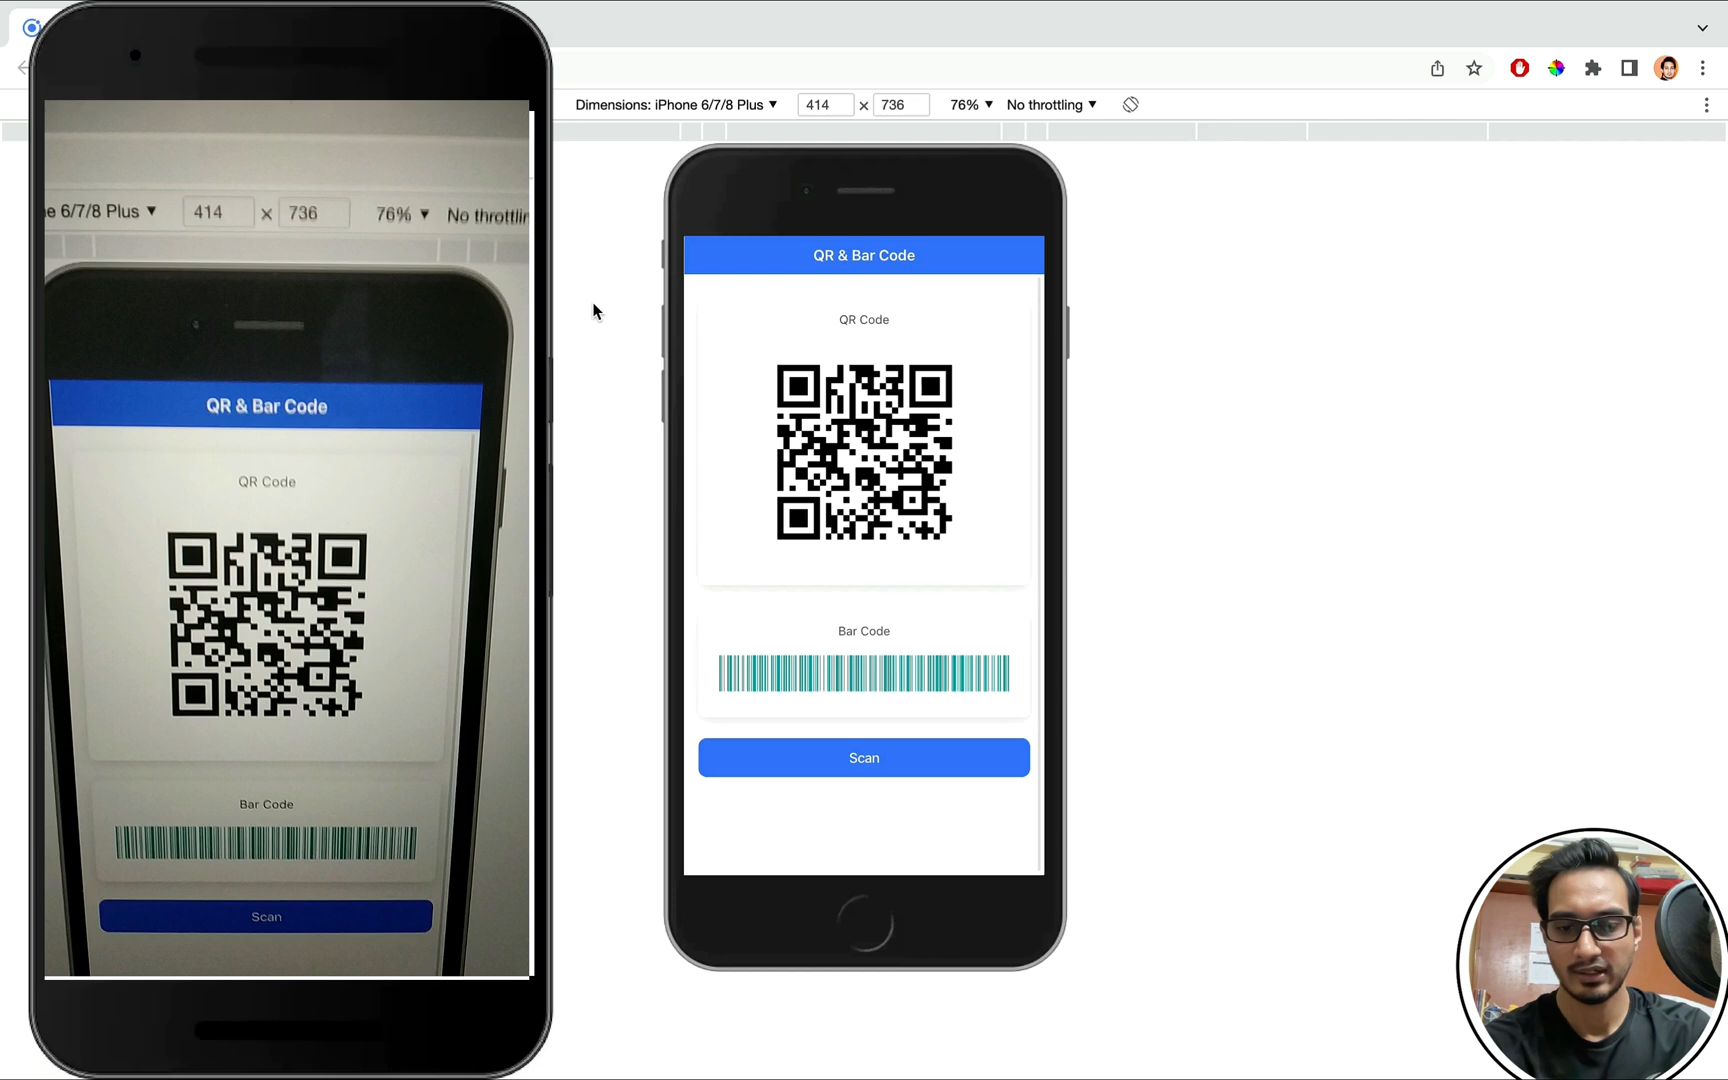 Dimensions: iPhone 6/7/8 Plus ▼ 414 × 736 76% ▼ No throttling ▼
e 6/7/8 Plus ▼ 414 × 736 76% ▼ No throttlin
QR & Bar Code
QR Code
Bar Code
Scan
QR & Bar Code
QR Code
Bar Code
Scan